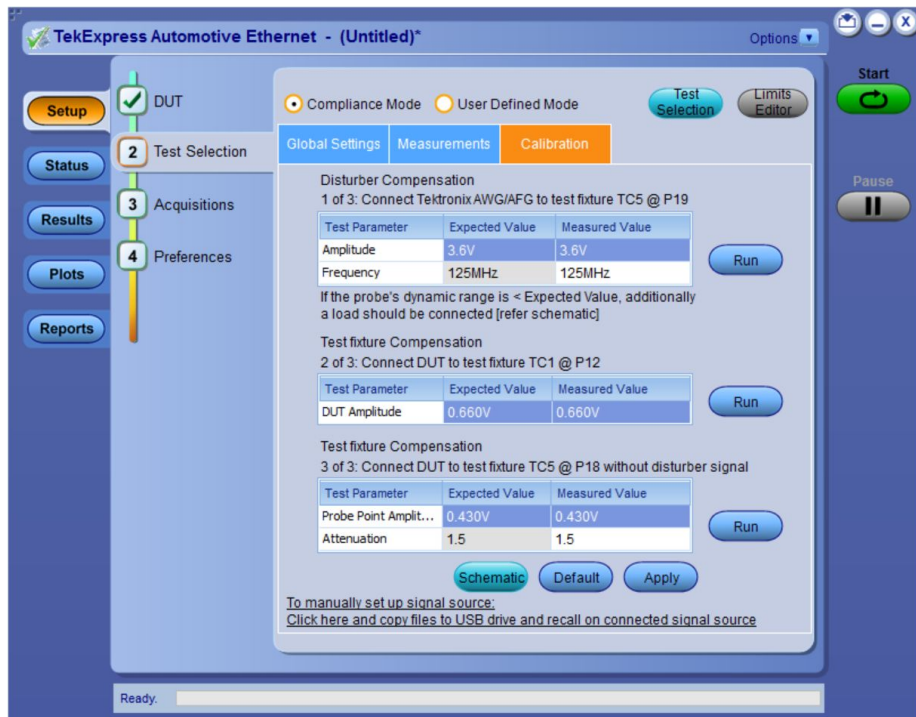 TekExpress Automotive Ethernet - (Untitled)*
Options
Start
Pause
Setup
Status
Results
Plots
Reports
DUT
2 Test Selection
3 Acquisitions
4 Preferences
Compliance Mode User Defined Mode
Test Selection
Limits Editor
Global Settings Measurements Calibration
Disturber Compensation
1 of 3: Connect Tektronix AWG/AFG to test fixture TC5 @ P19
Test Parameter Expected Value Measured Value
Amplitude 3.6V 3.6V
Frequency 125MHz 125MHz
Run
If the probe's dynamic range is < Expected Value, additionally
a load should be connected [refer schematic]
Test fixture Compensation
2 of 3: Connect DUT to test fixture TC1 @ P12
Test Parameter Expected Value Measured Value
DUT Amplitude 0.660V 0.660V
Run
Test fixture Compensation
3 of 3: Connect DUT to test fixture TC5 @ P18 without disturber signal
Test Parameter Expected Value Measured Value
Probe Point Amplit... 0.430V 0.430V
Attenuation 1.5 1.5
Run
Schematic Default Apply
To manually set up signal source:
Click here and copy files to USB drive and recall on connected signal source
Ready.